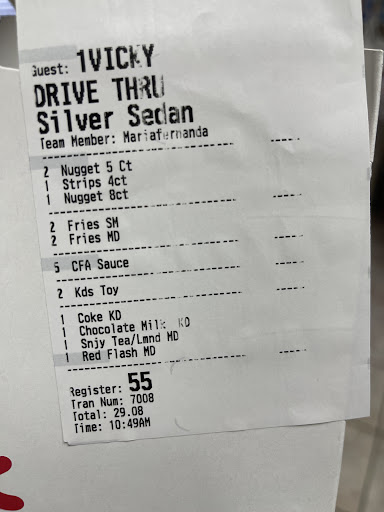 Guest: 1VICKY
DRIVE THRU
Silver Sedan
Team Member: Mariafernanda
2 Nugget 5 Ct
1 Strips 4ct
1 Nugget 8ct
2 Fries SM
2 Fries MD
5 CFA Sauce
2 Kds Toy
1 Coke KD
1 Chocolate Milk KD
1 Snjy Tea/Lmnd MD
1 Red Flash MD
Register: 55
Tran Num: 7008
Total: 29.08
Time: 10:49AM